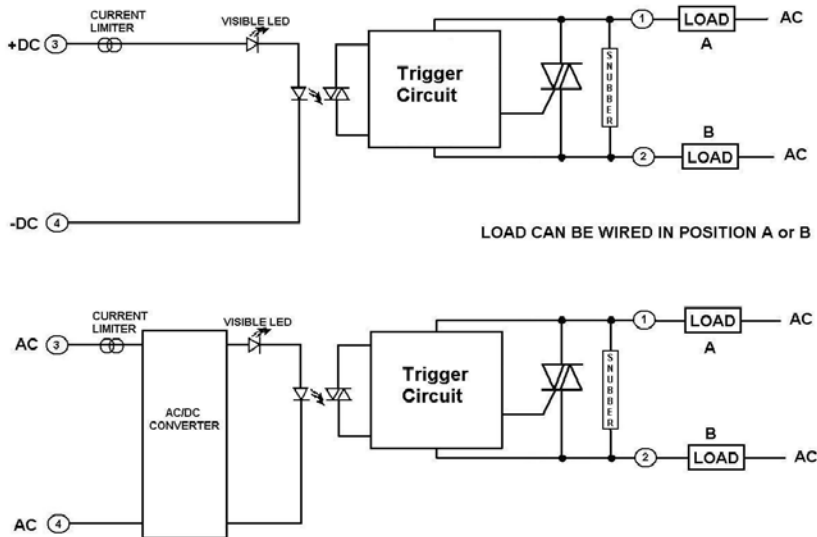 CURRENT
LIMITER
VISIBLE LED
+DC 3
Trigger
Circuit
SNUBBER
1 LOAD AC
A
B
2 LOAD AC
-DC 4
LOAD CAN BE WIRED IN POSITION A or B
CURRENT
LIMITER
VISIBLE LED
AC 3
AC/DC
CONVERTER
Trigger
Circuit
SNUBBER
1 LOAD AC
A
B
2 LOAD AC
AC 4